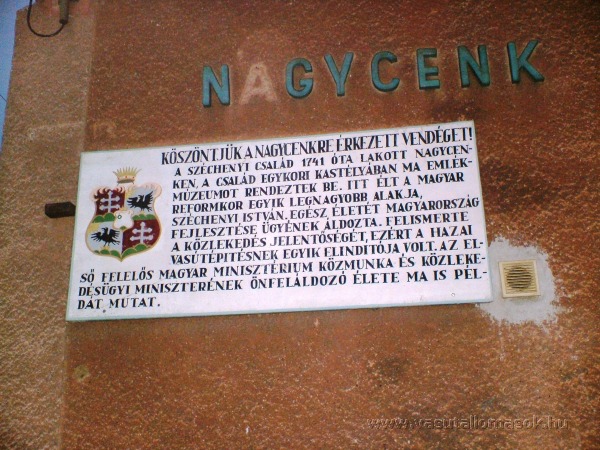 NAGYCENK
KÖSZÖNTJÜK A NAGYCENKRE ÉRKEZETT VENDÉGET!
A SZÉCHENYI CSALÁD 1741 ÓTA LAKOTT NAGYCEN-
KEN, A CSALÁD EGYKORI KASTÉLYÁBAN MA EMLÉK-
MÚZEUMOT RENDEZTEK BE. ITT ÉLT A MAGYAR
REFORMKOR EGYIK LEGNAGYOBB ALAKJA,
SZÉCHENYI ISTVÁN. EGÉSZ ÉLETÉT MAGYARORSZÁG
FEJLESZTÉSE ÜGYÉNEK ÁLDOZTA. FELISMERTE
A KÖZLEKEDÉS JELENTŐSÉGÉT, EZÉRT A HAZAI
VASÚTÉPITÉSNEK EGYIK ELINDÍTÓJA VOLT. AZ EL-
SŐ FELELŐS MAGYAR MINISZTÉRIUM KÖZMUNKA ÉS KÖZLEKE-
DÉSÜGYI MINISZTERÉNEK ÖNFELÁLDOZÓ ÉLETE MA IS PÉL-
DÁT MUTAT.
www.vasutallomasok.hu